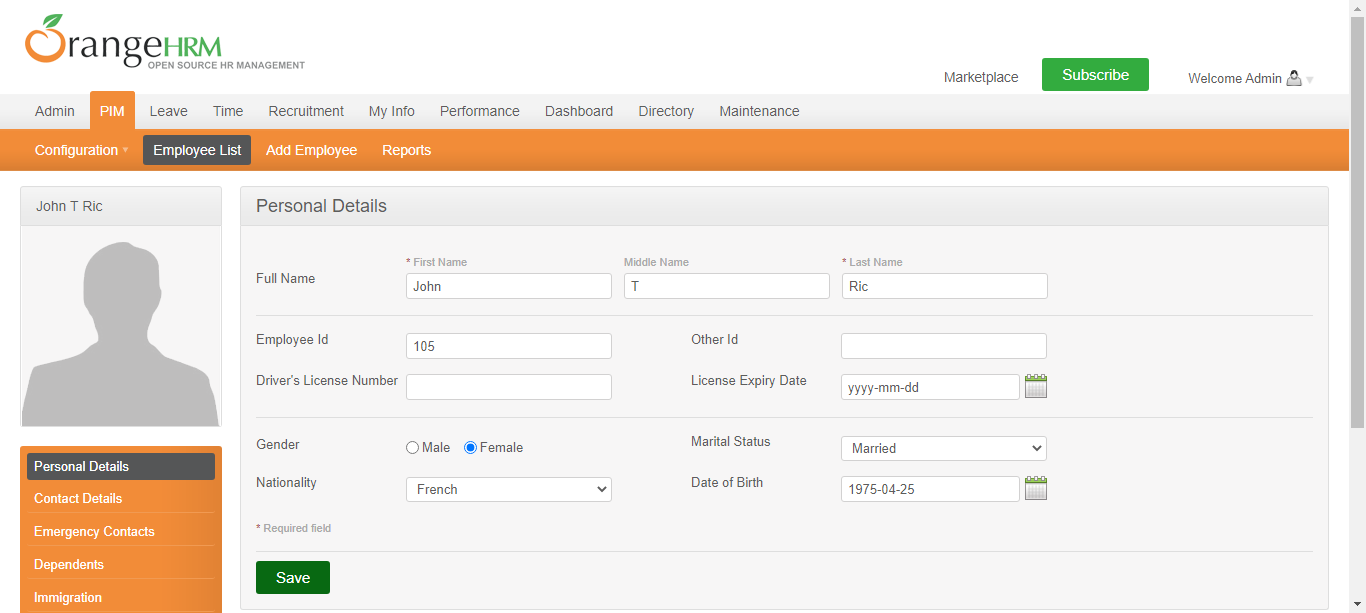 OrangeHRM
OPEN SOURCE HR MANAGEMENT
Marketplace Subscribe Welcome Admin
Admin PIM Leave Time Recruitment My Info Performance Dashboard Directory Maintenance
Configuration Employee List Add Employee Reports
John T Ric
Personal Details
* First Name Middle Name * Last Name
Full Name John T Ric
Employee Id 105 Other Id
Driver's License Number License Expiry Date yyyy-mm-dd
Gender Male Female Marital Status Married
Nationality French Date of Birth 1975-04-25
* Required field
Save
Personal Details
Contact Details
Emergency Contacts
Dependents
Immigration